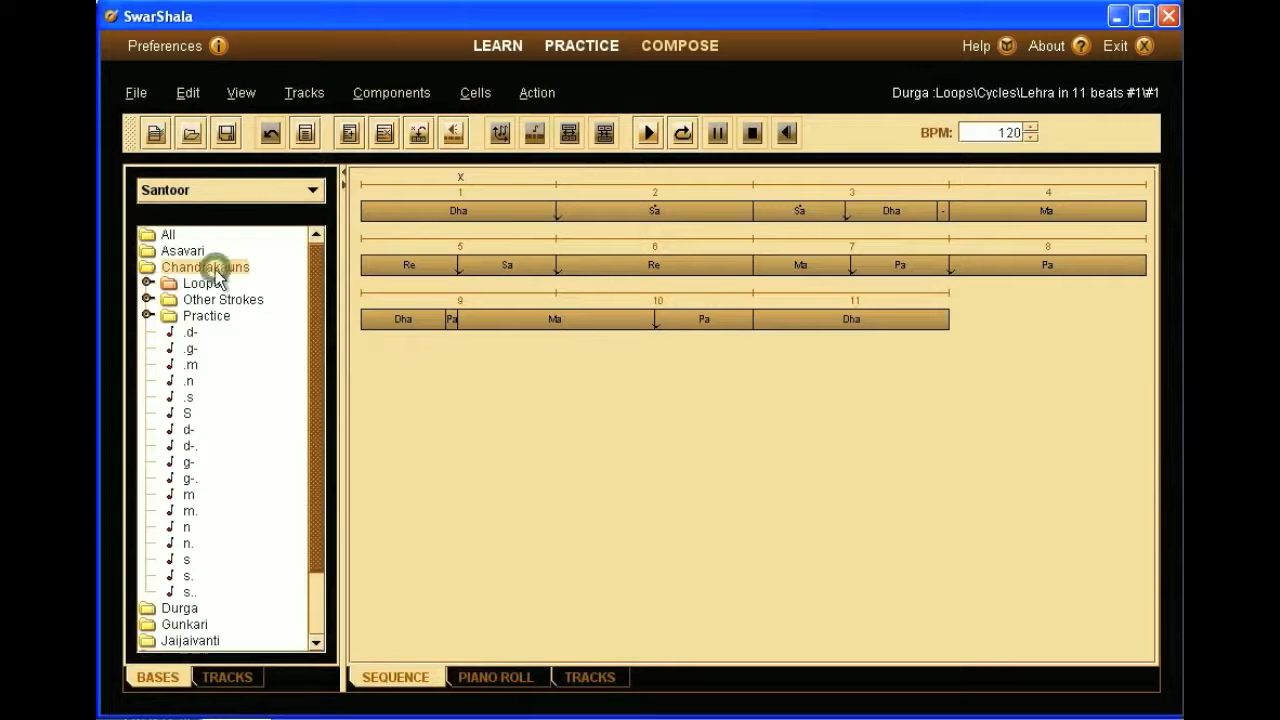 SwarShala
Preferences LEARN PRACTICE COMPOSE Help About Exit
File Edit View Tracks Components Cells Action Durga :Loops\Cycles\Lehra in 11 beats #1\#1
BPM: 120
Santoor
All
Asavari
Chandrakauns
Loops
Other Strokes
Practice
.d-
.g-
.m
.n
.s
S
d-
d-.
g-
g-.
m
m.
n
n.
s
s.
s..
Durga
Gunkari
Jaijaivanti
BASES TRACKS
X
1 2 3 4
Dha Ṡa Ṡa Dha - Ma
5 6 7 8
Re Sa Re Ma Pa Pa
9 10 11
Dha Pa Ma Pa Dha
SEQUENCE PIANO ROLL TRACKS